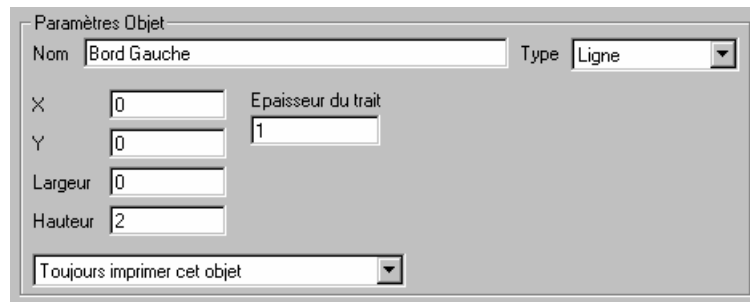 Paramètres Objet
Nom Bord Gauche Type Ligne
X 0 Epaisseur du trait
1
Y 0
Largeur 0
Hauteur 2
Toujours imprimer cet objet